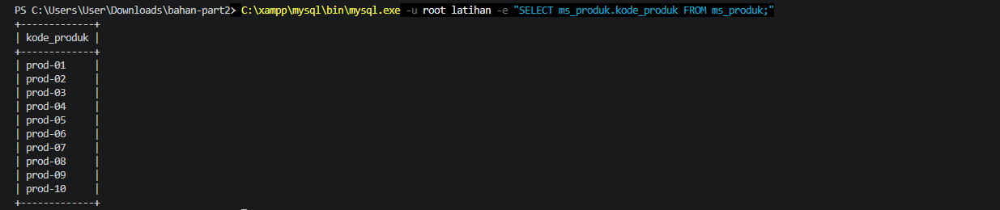 PS C:\Users\User\Downloads\bahan-part2> C:\xampp\mysql\bin\mysql.exe -u root latihan -e "SELECT ms_produk.kode_produk FROM ms_produk;"
+-------------+
| kode_produk |
+-------------+
| prod-01     |
| prod-02     |
| prod-03     |
| prod-04     |
| prod-05     |
| prod-06     |
| prod-07     |
| prod-08     |
| prod-09     |
| prod-10     |
+-------------+